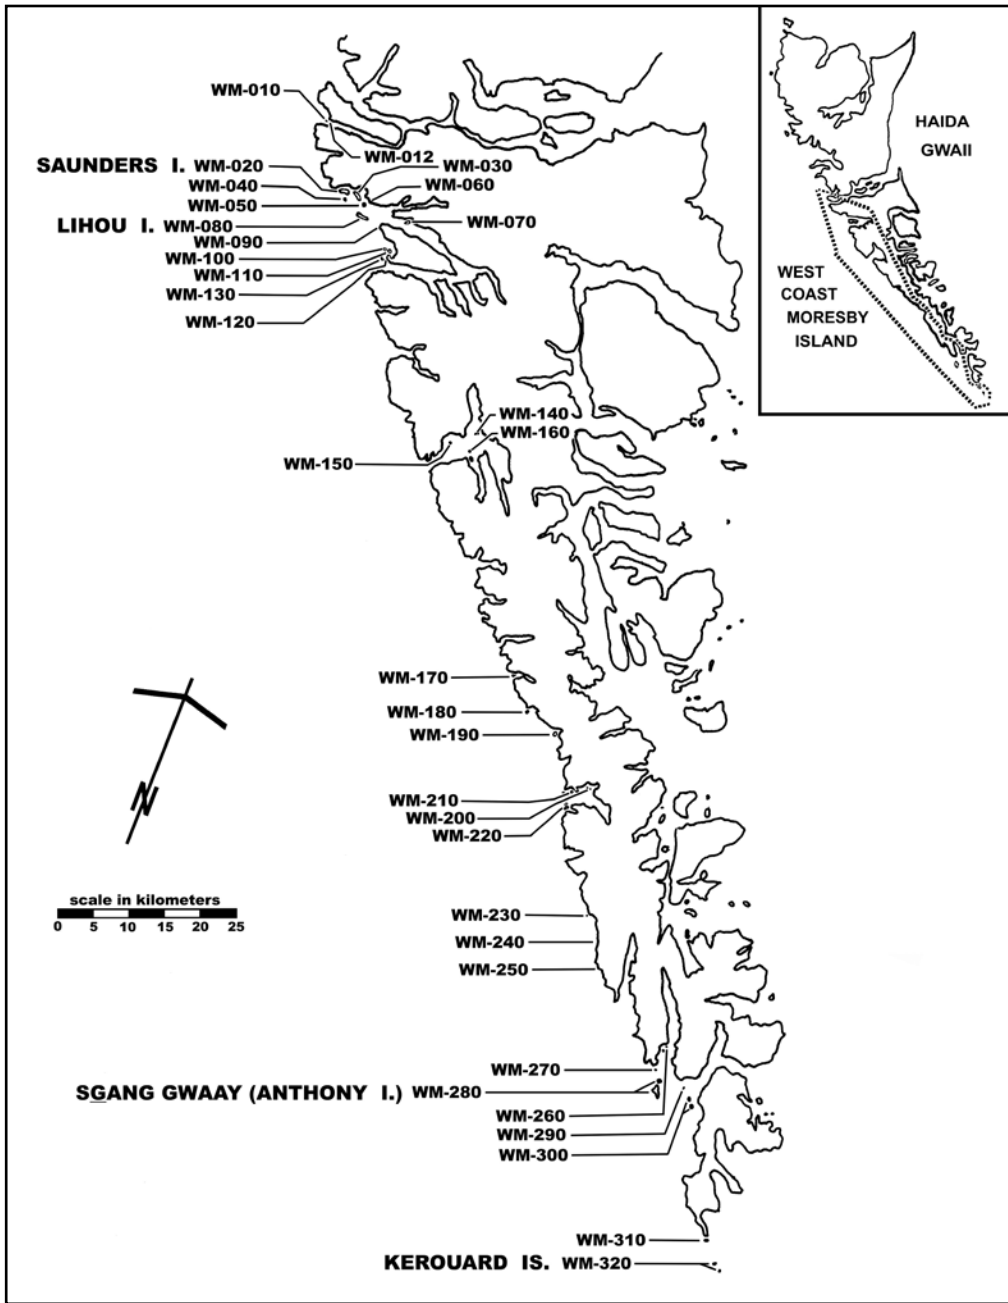 WM-010
WM-012
SAUNDERS I. WM-020
WM-030
WM-040
WM-060
WM-050
LIHOU I. WM-080
WM-070
WM-090
WM-100
WM-110
WM-130
WM-120
WM-140
WM-160
WM-150
WM-170
WM-180
WM-190
WM-210
WM-200
WM-220
WM-230
WM-240
WM-250
WM-270
SGANG GWAAY (ANTHONY I.) WM-280
WM-260
WM-290
WM-300
WM-310
KEROUARD IS. WM-320
N
scale in kilometers
0 5 10 15 20 25
HAIDA
GWAII
WEST
COAST
MORESBY
ISLAND